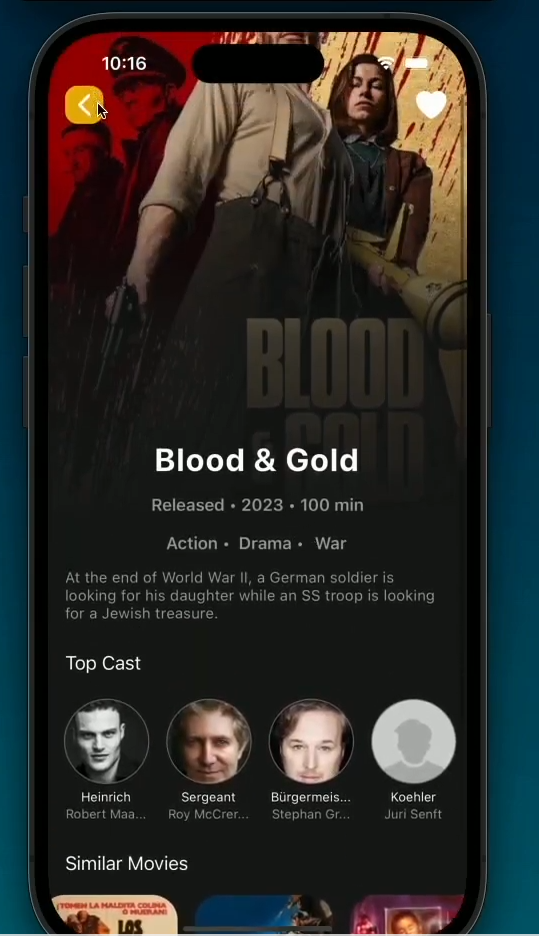 10:16
BLOOD
& GOLD
Blood & Gold
Released • 2023 • 100 min
Action • Drama • War
At the end of World War II, a German soldier is
looking for his daughter while an SS troop is looking
for a Jewish treasure.
Top Cast
Heinrich
Sergeant
Bürgermeis...
Koehler
Robert Maa...
Roy McCrer...
Stephan Gr...
Juri Senft
Similar Movies
¡TOMEN LA MALDITA COLINA
O MUERAN!
LOS